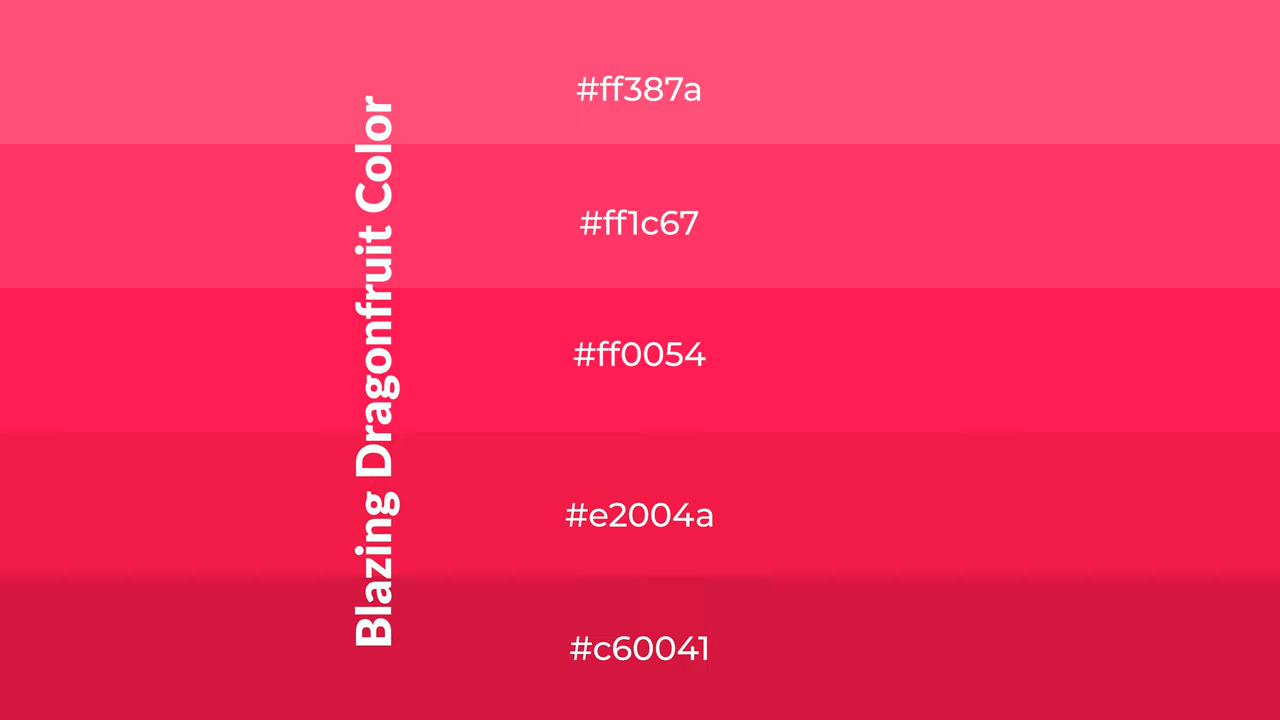 Blazing Dragonfruit Color
#ff387a
#ff1c67
#ff0054
#e2004a
#c60041